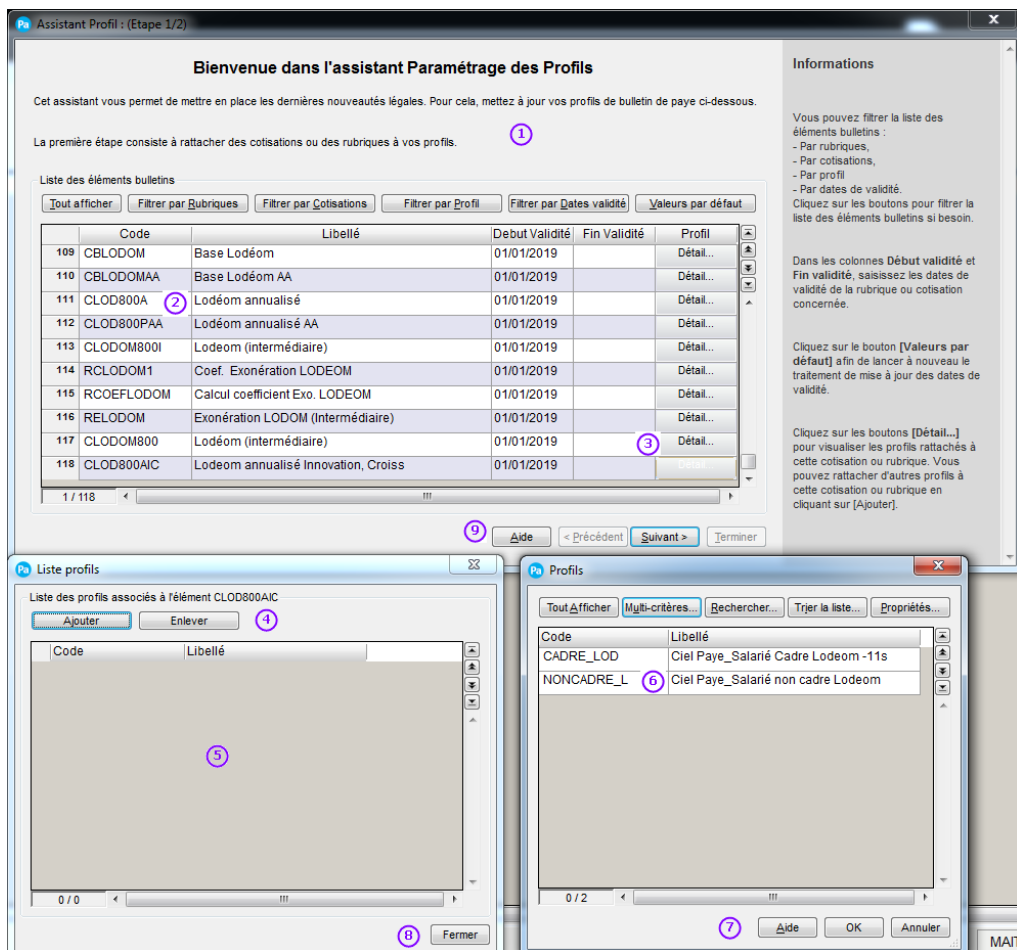 Pa Assistant Profil : (Etape 1/2)
x
Bienvenue dans l'assistant Paramétrage des Profils
Cet assistant vous permet de mettre en place les dernières nouveautés légales. Pour cela, mettez à jour vos profils de bulletin de paye ci-dessous.
1
La première étape consiste à rattacher des cotisations ou des rubriques à vos profils.
Liste des éléments bulletins
Tout afficher Filtrer par Rubriques Filtrer par Cotisations Filtrer par Profil Filtrer par Dates validité Valeurs par défaut
Code Libellé Debut Validité Fin Validité Profil
109 CBLODOM Base Lodéom 01/01/2019 Détail...
110 CBLODOMAA Base Lodéom AA 01/01/2019 Détail...
111 CLOD800A 2 Lodéom annualisé 01/01/2019 Détail...
112 CLOD800PAA Lodéom annualisé AA 01/01/2019 Détail...
113 CLODOM800I Lodeom (intermédiaire) 01/01/2019 Détail...
114 RCLODOM1 Coef. Exonération LODEOM 01/01/2019 Détail...
115 RCOEFLODOM Calcul coefficient Exo. LODEOM 01/01/2019 Détail...
116 RELODOM Exonération LODOM (Intermédiaire) 01/01/2019 Détail...
117 CLODOM800 Lodéom (intermédiaire) 01/01/2019 3 Détail...
118 CLOD800AIC Lodeom annualisé Innovation, Croiss 01/01/2019 Détail...
1 / 118
9 Aide < Précédent Suivant > Terminer
Informations
Vous pouvez filtrer la liste des
éléments bulletins :
- Par rubriques,
- Par cotisations,
- Par profil
- Par dates de validité.
Cliquez sur les boutons pour filtrer la
liste des éléments bulletins si besoin.
Dans les colonnes Début validité et
Fin validité, saisissez les dates de
validité de la rubrique ou cotisation
concernée.
Cliquez sur le bouton [Valeurs par
défaut] afin de lancer à nouveau le
traitement de mise à jour des dates de
validité.
Cliquez sur les boutons [Détail...]
pour visualiser les profils rattachés à
cette cotisation ou rubrique. Vous
pouvez rattacher d'autres profils à
cette cotisation ou rubrique en
cliquant sur [Ajouter].
Pa Liste profils
Liste des profils associés à l'élément CLOD800AIC
Ajouter Enlever 4
Code Libellé
5
0 / 0
8 Fermer
Pa Profils
x
Tout Afficher Multi-critères... Rechercher... Trier la liste... Propriétés...
Code Libellé
CADRE_LOD Ciel Paye_Salarié Cadre Lodeom -11s
NONCADRE_L 6 Ciel Paye_Salarié non cadre Lodeom
0 / 2
7 Aide OK Annuler
MAIT